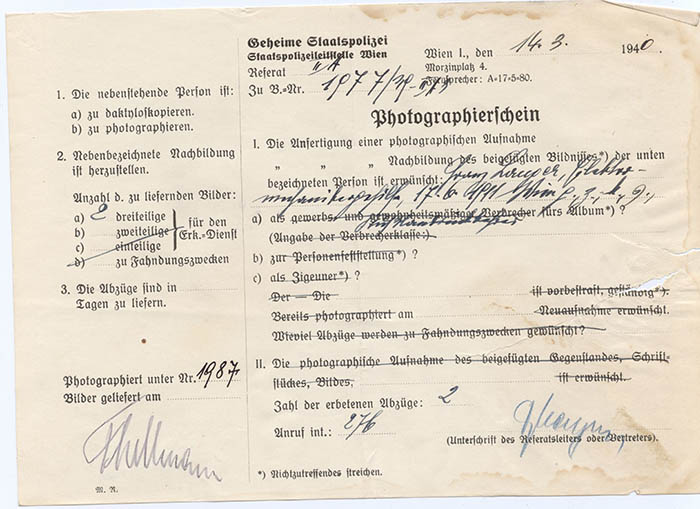 1. Die nebenstehende Person ist:
a) zu daktyloskopieren.
b) zu photographieren.
2. Nebenbezeichnete Nachbildung
ist herzustellen.
Anzahl d. zu liefernden Bilder:
a) 2 dreiteilige
b) zweiteilige
c) einteilige
d) zu Fahndungszwecken
für den
Erk.-Dienst
3. Die Abzüge sind in
Tagen zu liefern.
Photographiert unter Nr. 1987
Bilder geliefert am
M. R.
Geheime Staatspolizei
Staatspolizeileitstelle Wien
Referat II A
Zu B.-Nr. 1977/39
Wien I., den 14. 3. 1940.
Morzinplatz 4.
Fernsprecher: A-17-5-80.
Photographierschein
I. Die Anfertigung einer photographischen Aufnahme
„ „ „ Nachbildung des beigefügten Bildnisses*) der unten
bezeichneten Person ist erwünscht: Franz
17. 6. Wien
a) als gewerbs- und gewohnheitsmäßiger Verbrecher fürs Album*) ?
(Angabe der Verbrecherklasse:)
b) zur Personenfeststellung*) ?
c) als Zigeuner*) ?
Der — Die ist vorbestraft, geständig*).
Bereits photographiert am Neuaufnahme erwünscht.
Wieviel Abzüge werden zu Fahndungszwecken gewünscht?
II. Die photographische Aufnahme des beigefügten Gegenstandes, Schrift-
stückes, Bildes, ist erwünscht.
Zahl der erbetenen Abzüge: 2
Anruf int.: 276
(Unterschrift des Referatsleiters oder Vertreters).
*) Nichtzutreffendes streichen.